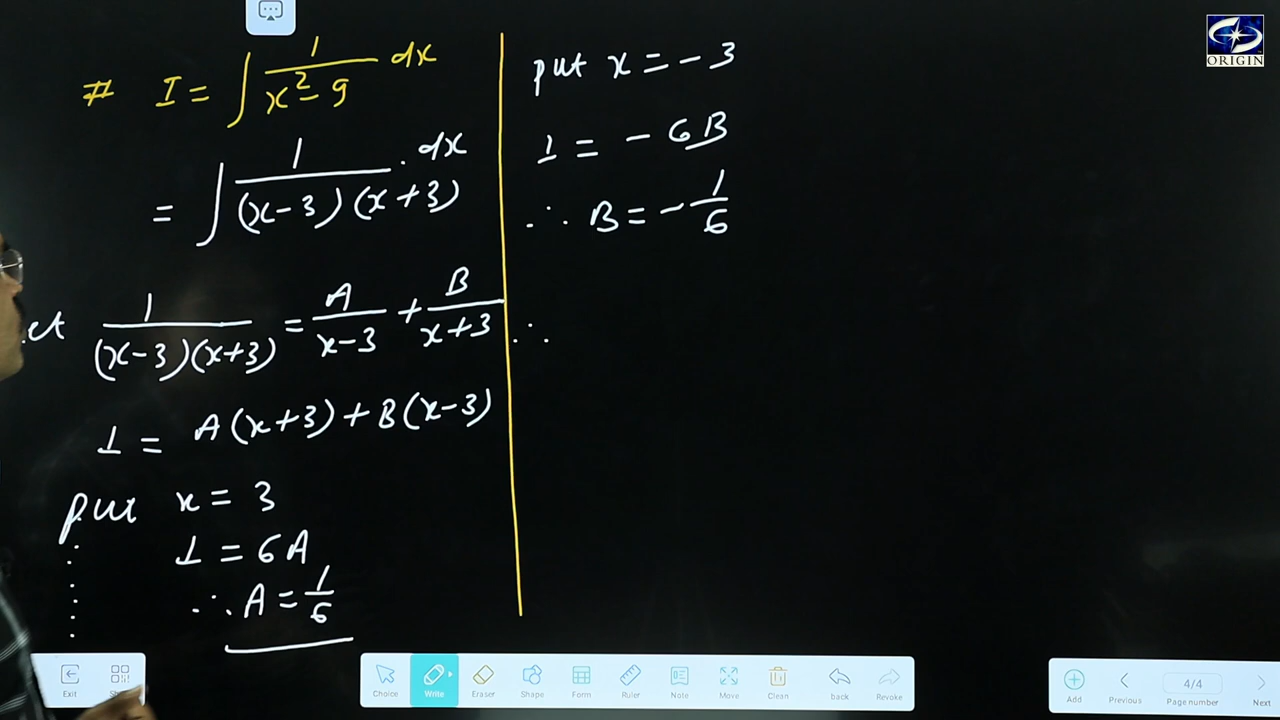 # I = ∫ 1/(x² - 9) dx
= ∫ 1/((x-3)(x+3)) . dx
1/((x-3)(x+3)) = A/(x-3) + B/(x+3)
1 = A(x+3) + B(x-3)
put x = 3
1 = 6A
∴ A = 1/6
put x = -3
1 = -6B
∴ B = -1/6
∴
ORIGIN
Exit
Choice
Write
Eraser
Shape
Form
Ruler
Note
Move
Clean
back
Revoke
Add
Previous
4/4
Page number
Next